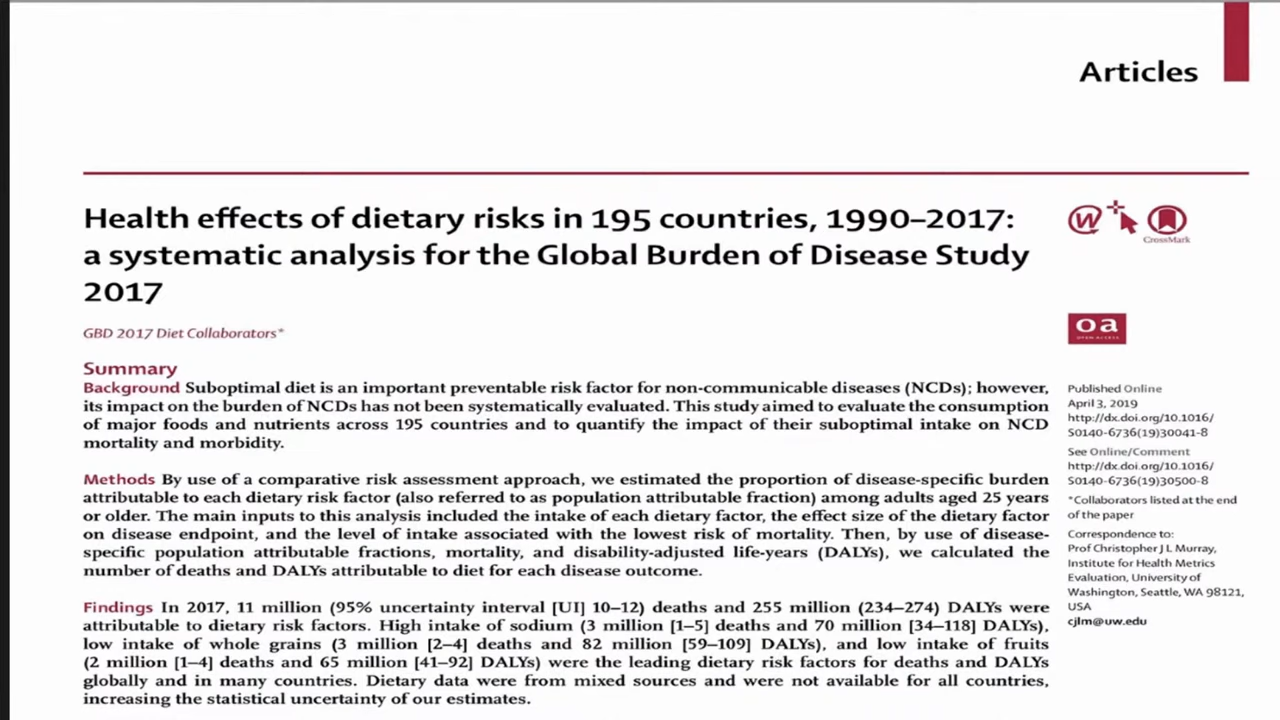 Articles
Health effects of dietary risks in 195 countries, 1990–2017:
a systematic analysis for the Global Burden of Disease Study
2017
GBD 2017 Diet Collaborators*
Summary
Background Suboptimal diet is an important preventable risk factor for non-communicable diseases (NCDs); however,
its impact on the burden of NCDs has not been systematically evaluated. This study aimed to evaluate the consumption
of major foods and nutrients across 195 countries and to quantify the impact of their suboptimal intake on NCD
mortality and morbidity.
Methods By use of a comparative risk assessment approach, we estimated the proportion of disease-specific burden
attributable to each dietary risk factor (also referred to as population attributable fraction) among adults aged 25 years
or older. The main inputs to this analysis included the intake of each dietary factor, the effect size of the dietary factor
on disease endpoint, and the level of intake associated with the lowest risk of mortality. Then, by use of disease-
specific population attributable fractions, mortality, and disability-adjusted life-years (DALYs), we calculated the
number of deaths and DALYs attributable to diet for each disease outcome.
Findings In 2017, 11 million (95% uncertainty interval [UI] 10–12) deaths and 255 million (234–274) DALYs were
attributable to dietary risk factors. High intake of sodium (3 million [1–5] deaths and 70 million [34–118] DALYs),
low intake of whole grains (3 million [2–4] deaths and 82 million [59–109] DALYs), and low intake of fruits
(2 million [1–4] deaths and 65 million [41–92] DALYs) were the leading dietary risk factors for deaths and DALYs
globally and in many countries. Dietary data were from mixed sources and were not available for all countries,
increasing the statistical uncertainty of our estimates.
W
CrossMark
oa
OPEN ACCESS
Published Online
April 3, 2019
http://dx.doi.org/10.1016/
S0140-6736(19)30041-8
See Online/Comment
http://dx.doi.org/10.1016/
S0140-6736(19)30500-8
*Collaborators listed at the end
of the paper
Correspondence to:
Prof Christopher J L Murray,
Institute for Health Metrics
Evaluation, University of
Washington, Seattle, WA 98121,
USA
cjlm@uw.edu